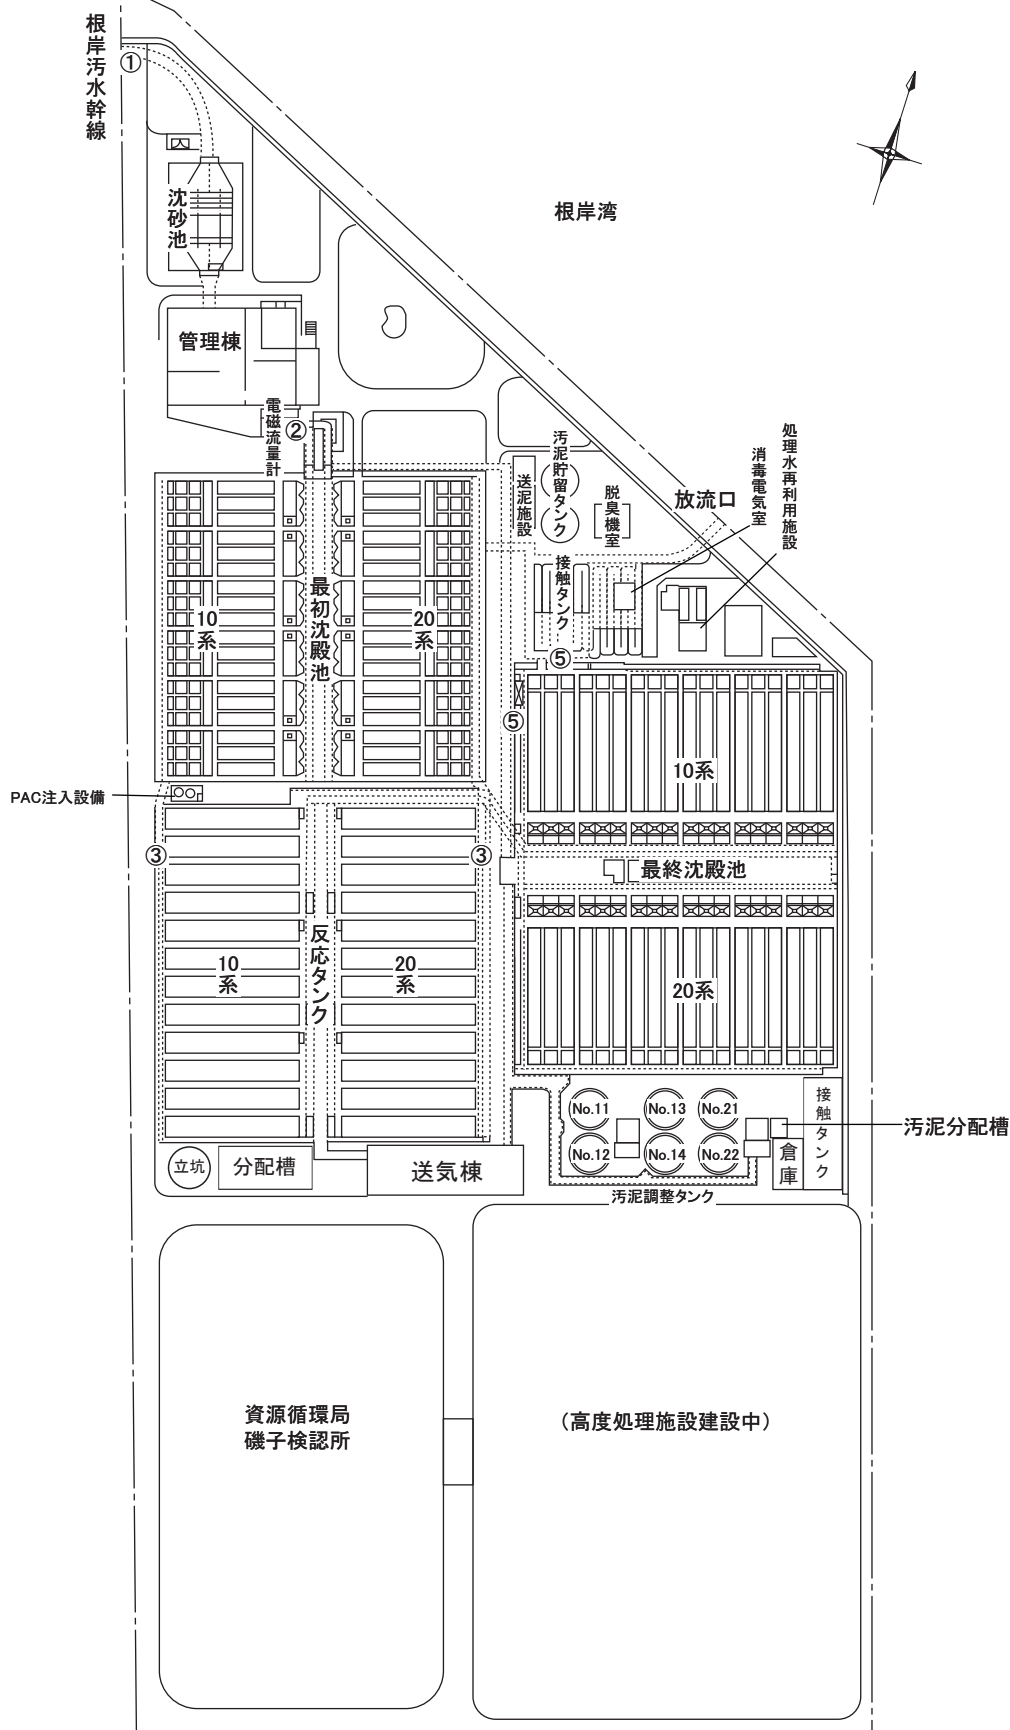 根岸汚水幹線
①
沈砂池
根岸湾
管理棟
電磁流量計
②
汚泥貯留タンク
送泥施設
脱臭機室
放流口
消毒電気室
処理水再利用施設
接触タンク
⑤
最初沈殿池
10系
20系
⑤
10系
PAC注入設備
③
③
最終沈殿池
反応タンク
10系
20系
20系
No.11
No.13
No.21
No.12
No.14
No.22
接触タンク
汚泥分配槽
倉庫
立坑
分配槽
送気棟
汚泥調整タンク
資源循環局
磯子検認所
（高度処理施設建設中）